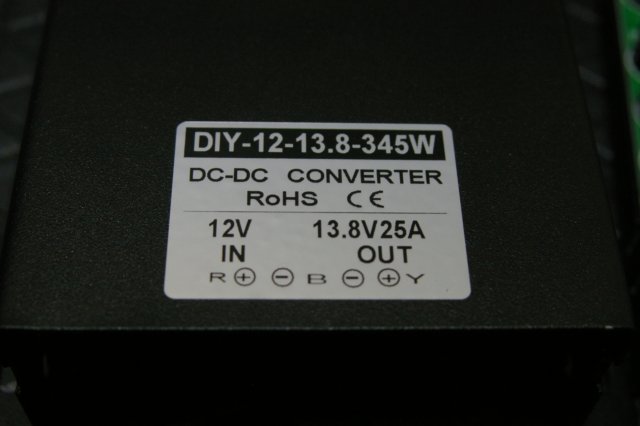 DIY-12-13.8-345W
DC-DC CONVERTER
RoHS CE
12V 13.8V25A
IN OUT
R⊕ ⊖ B ⊖ ⊕Y